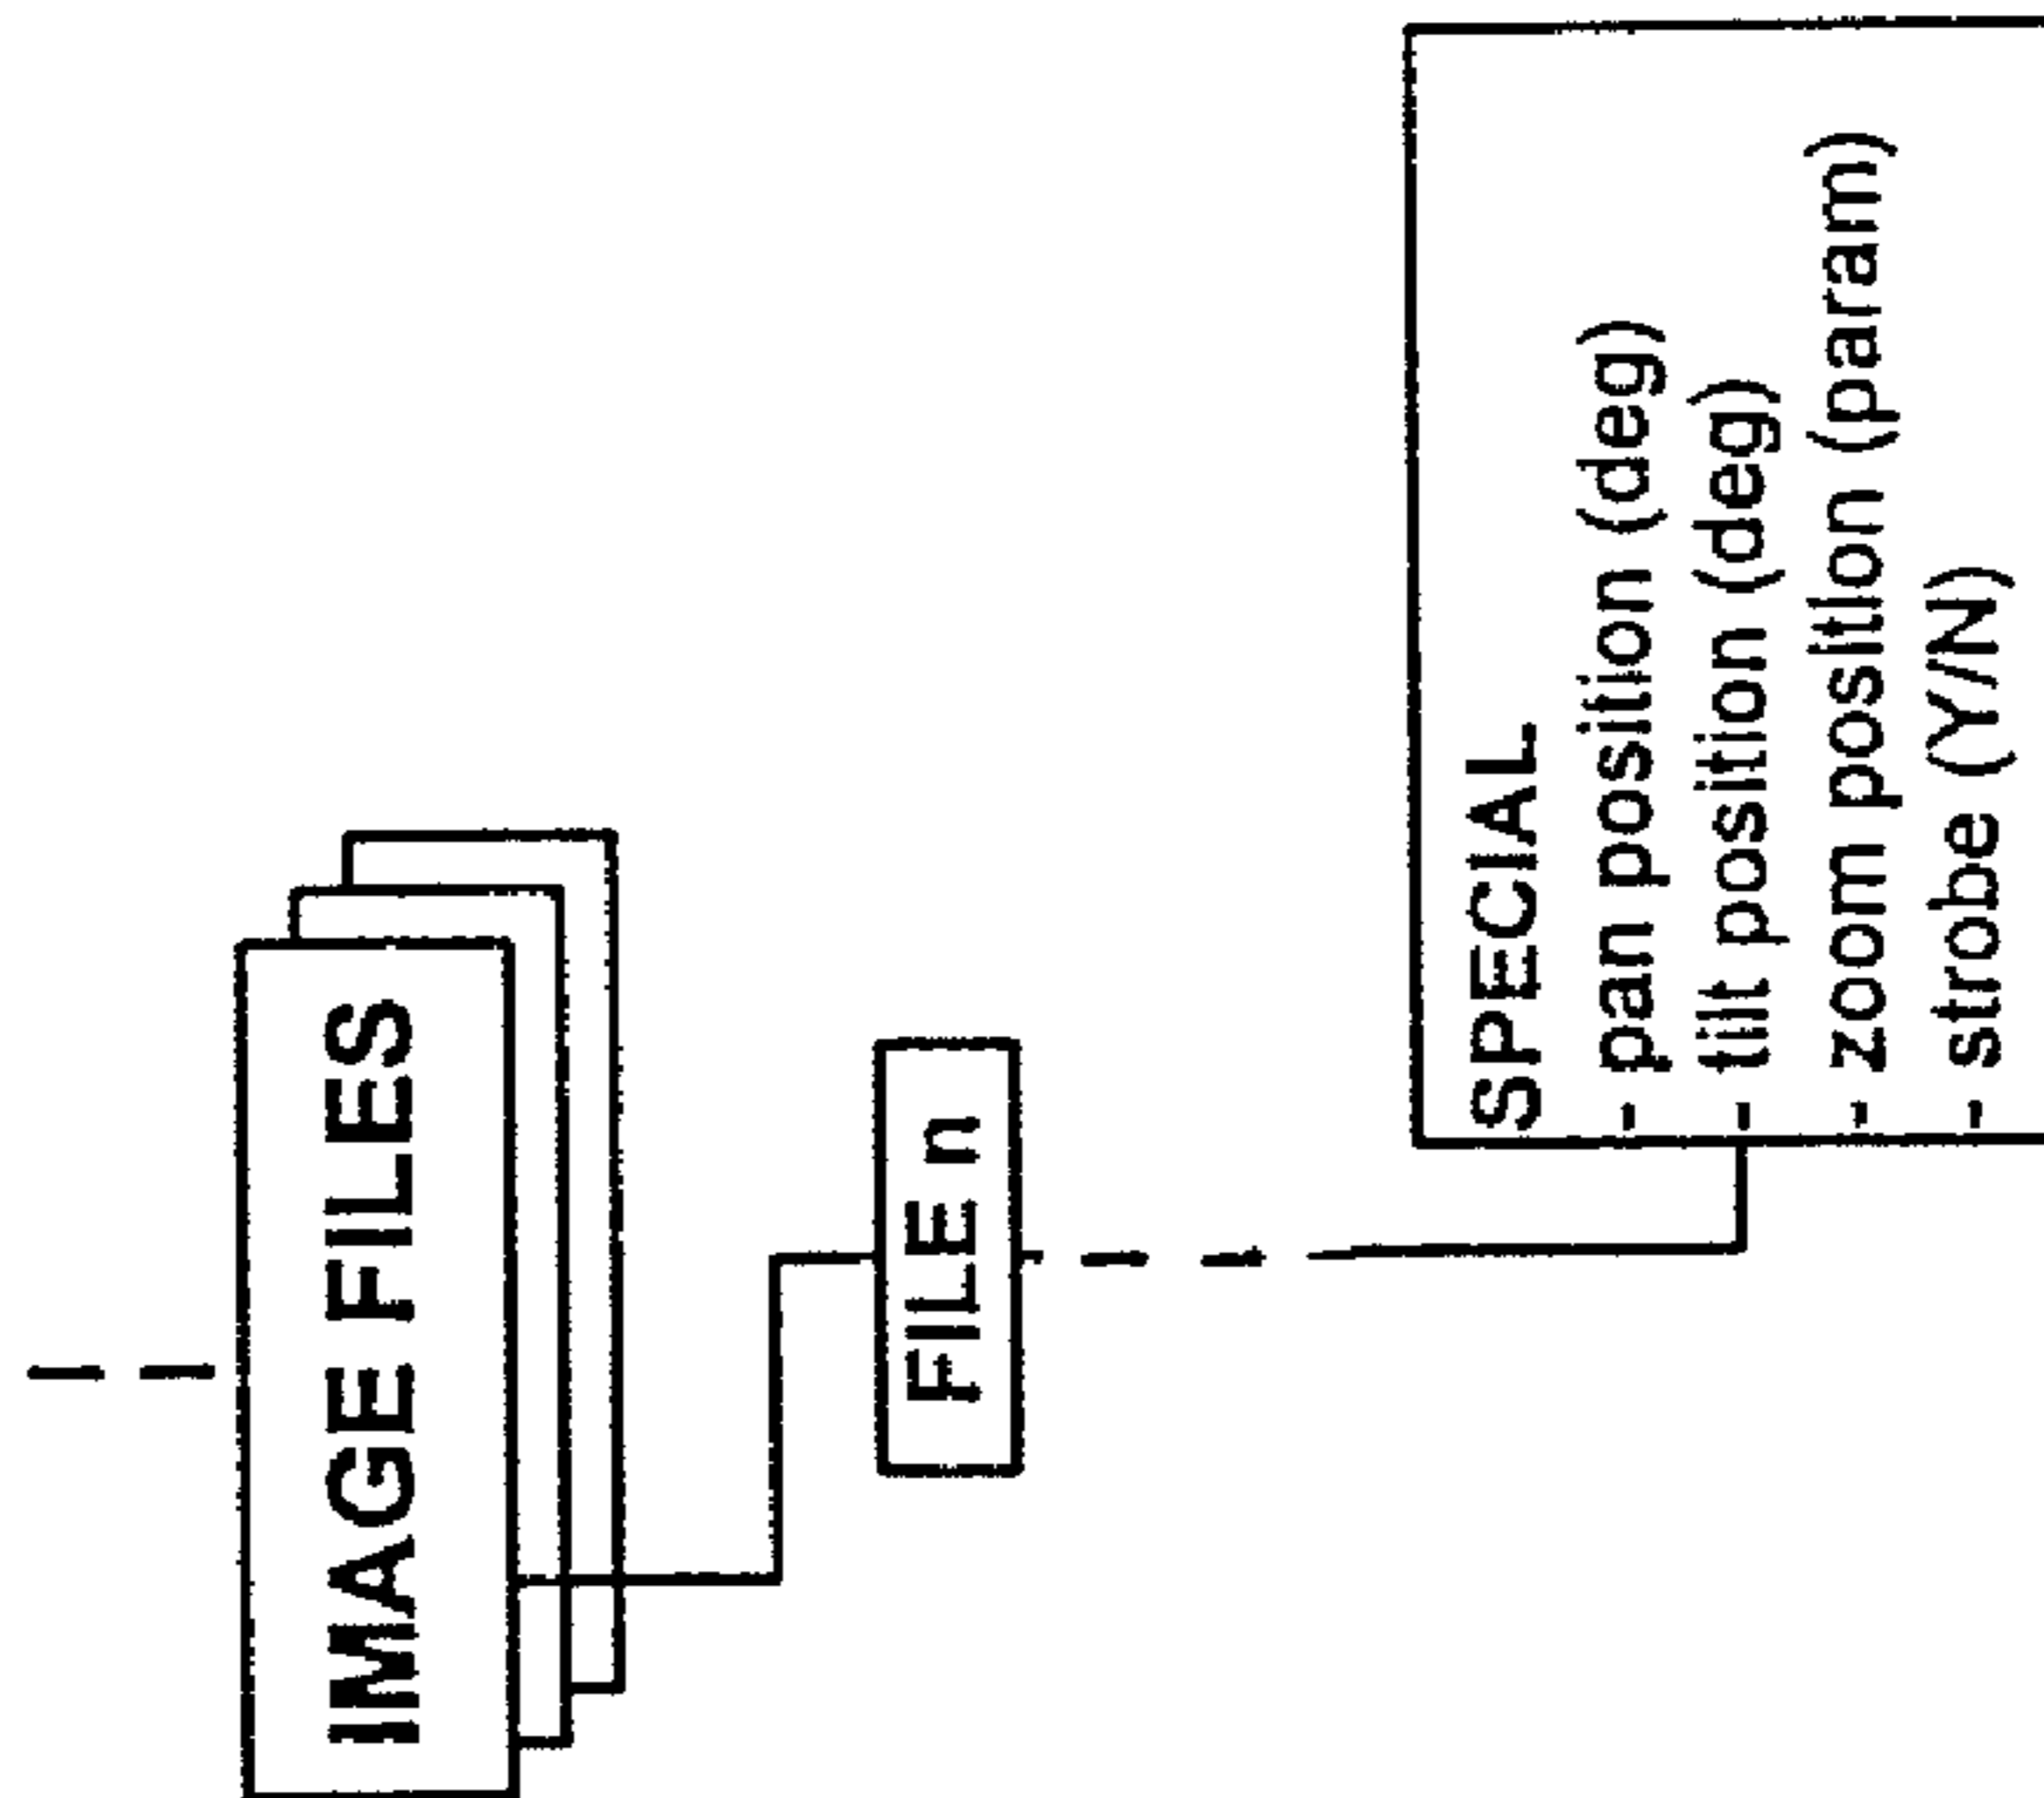 IMAGE FILES
FILE n
SPECIAL
- pan position (deg)
- tilt position (deg)
- zoom position (param)
- strobe (Y/N)